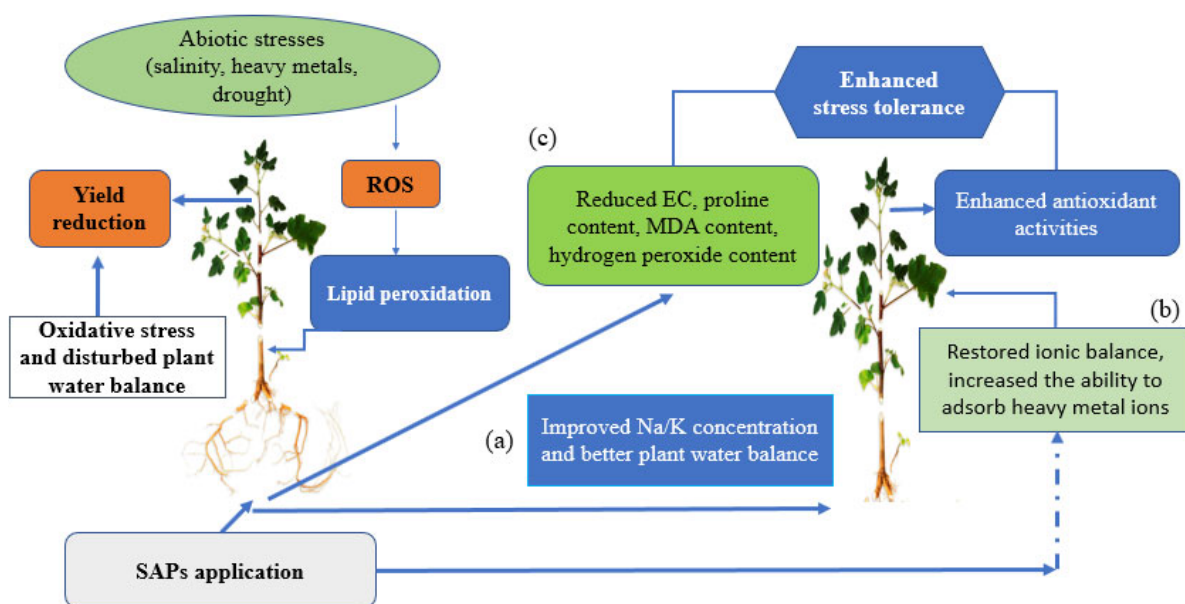 Abiotic stresses
(salinity, heavy metals,
drought)
Enhanced
stress tolerance
(c)
ROS
Yield
reduction
Reduced EC, proline
content, MDA content,
hydrogen peroxide content
Enhanced antioxidant
activities
Lipid peroxidation
(b)
Oxidative stress
and disturbed plant
water balance
Restored ionic balance,
increased the ability to
adsorb heavy metal ions
(a)
Improved Na/K concentration
and better plant water balance
SAPs application